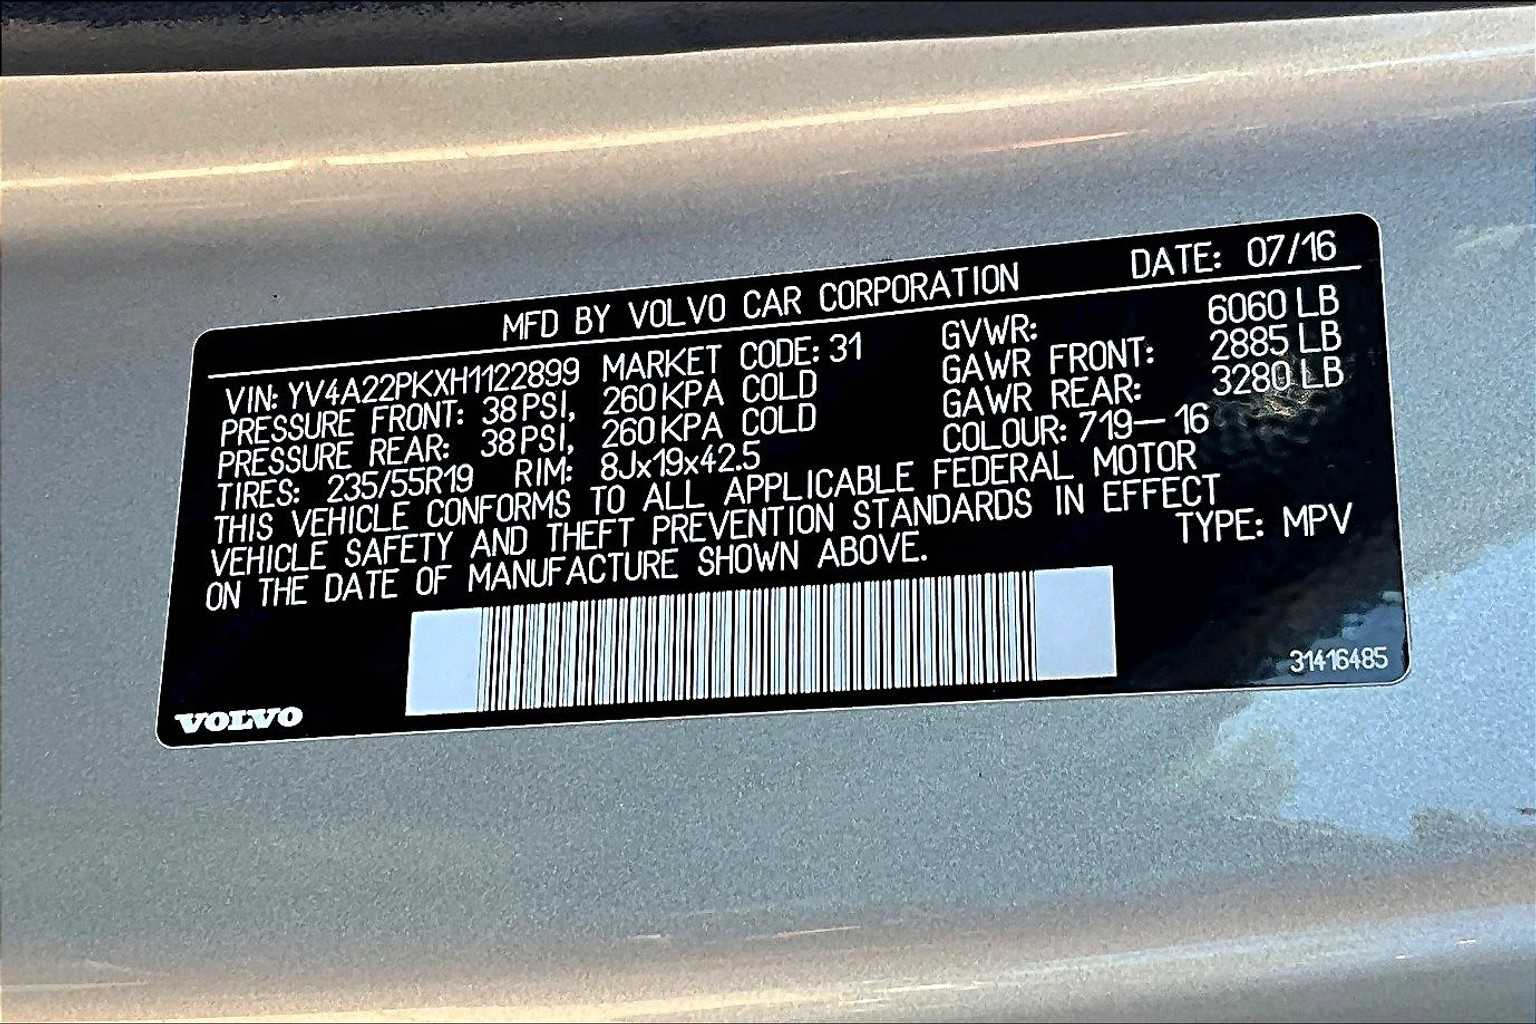 MFD BY VOLVO CAR CORPORATION DATE: 07/16
VIN: YV4A22PKXH1122899 MARKET CODE: 31 GVWR: 6060 LB
PRESSURE FRONT: 38 PSI, 260 KPA COLD GAWR FRONT: 2885 LB
PRESSURE REAR: 38 PSI, 260 KPA COLD GAWR REAR: 3280 LB
TIRES: 235/55R19 RIM: 8Jx19x42.5 COLOUR: 719—16
THIS VEHICLE CONFORMS TO ALL APPLICABLE FEDERAL MOTOR
VEHICLE SAFETY AND THEFT PREVENTION STANDARDS IN EFFECT
ON THE DATE OF MANUFACTURE SHOWN ABOVE. TYPE: MPV
31416485
VOLVO